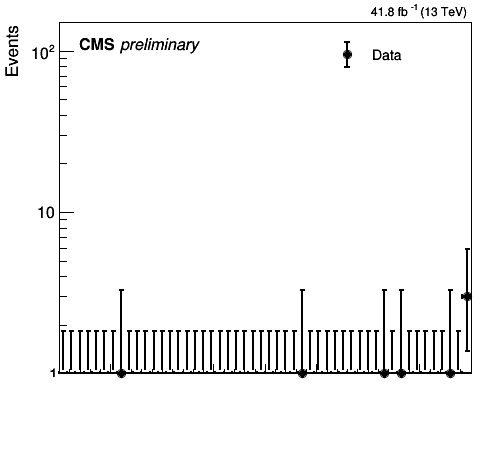 41.8 fb⁻¹ (13 TeV)
Events
CMS preliminary
Data
10²
10
1